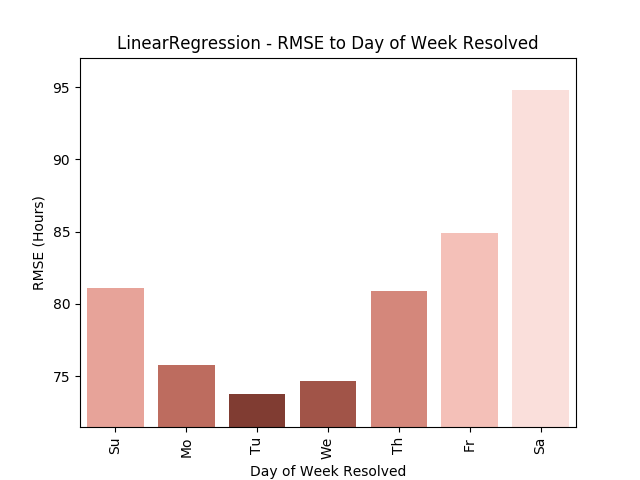 LinearRegression - RMSE to Day of Week Resolved
95
90
85
80
75
RMSE (Hours)
Su
Mo
Tu
We
Th
Fr
Sa
Day of Week Resolved